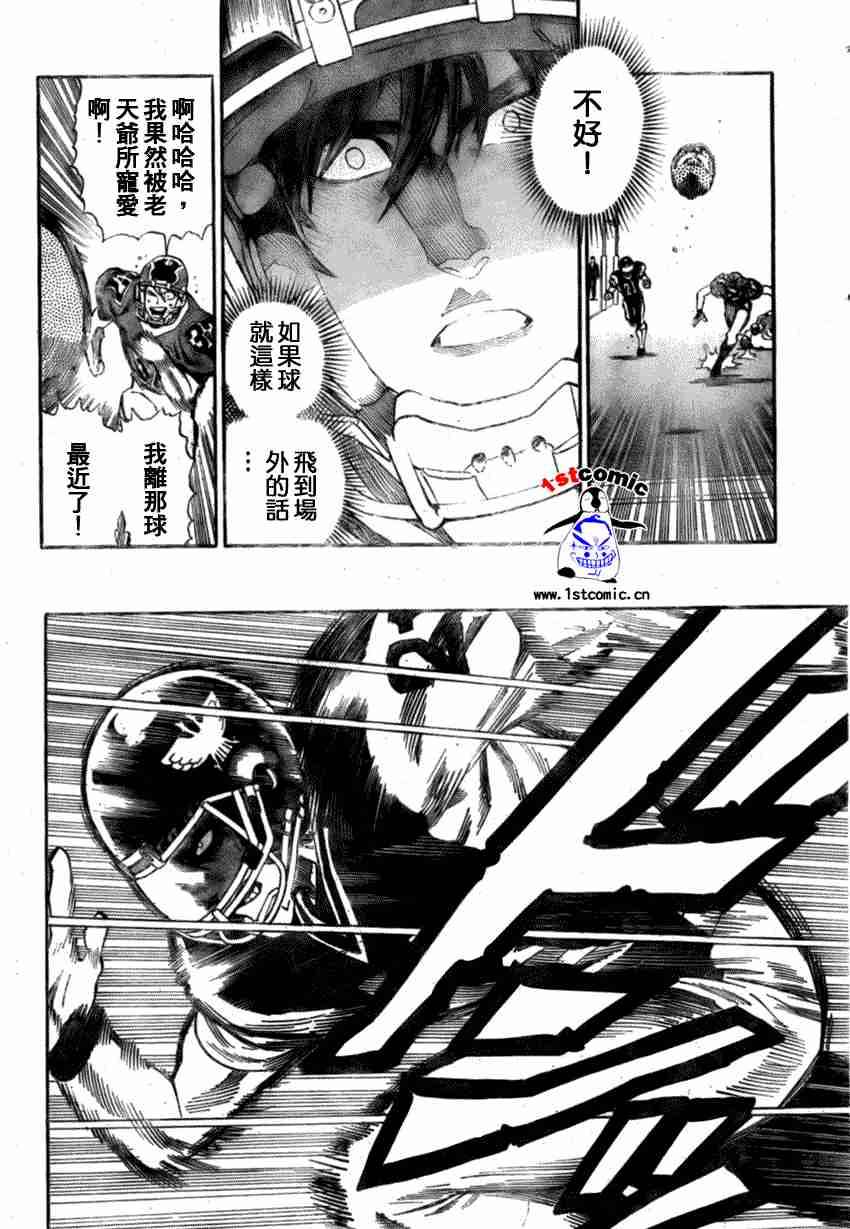 不好！
如果球
就這樣
飛到場
外的話
…
啊哈哈哈，
我果然被老
天爺所寵愛
啊！
我離那球
最近了！
1stcomic
www.1stcomic.cn